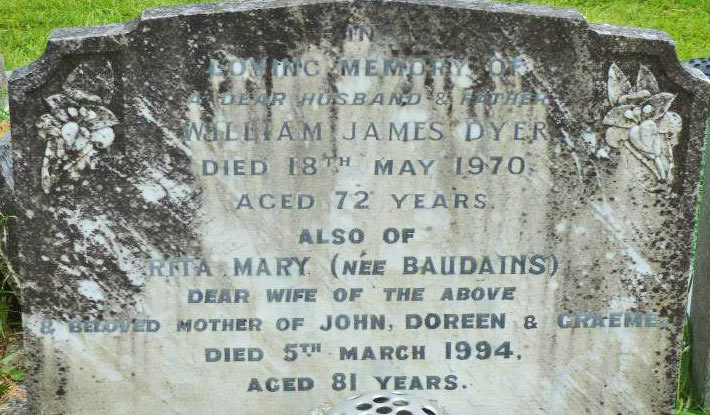 IN
LOVING MEMORY OF
A DEAR HUSBAND & FATHER
WILLIAM JAMES DYER
DIED 18TH MAY 1970.
AGED 72 YEARS.
ALSO OF
RITA MARY (NÉE BAUDAINS)
DEAR WIFE OF THE ABOVE
& BELOVED MOTHER OF JOHN, DOREEN & GRAEME.
DIED 5TH MARCH 1994.
AGED 81 YEARS.